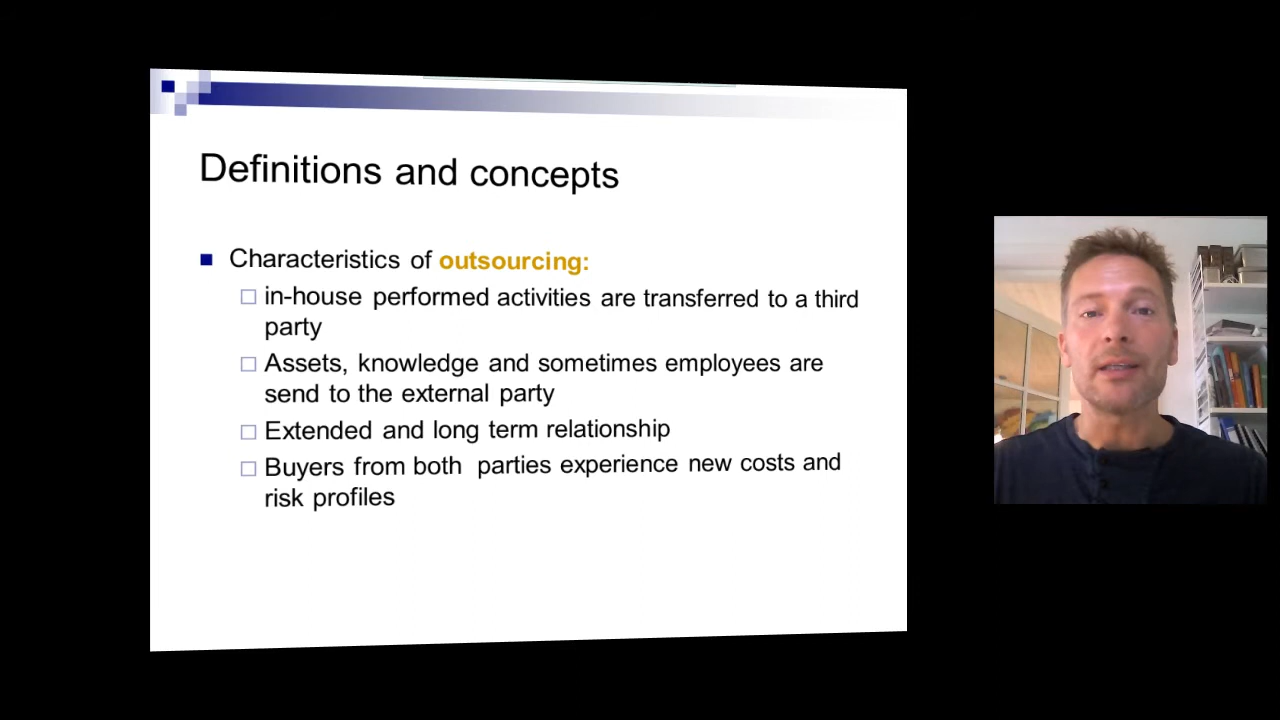 Definitions and concepts
Characteristics of outsourcing:
in-house performed activities are transferred to a third
party
Assets, knowledge and sometimes employees are
send to the external party
Extended and long term relationship
Buyers from both parties experience new costs and
risk profiles